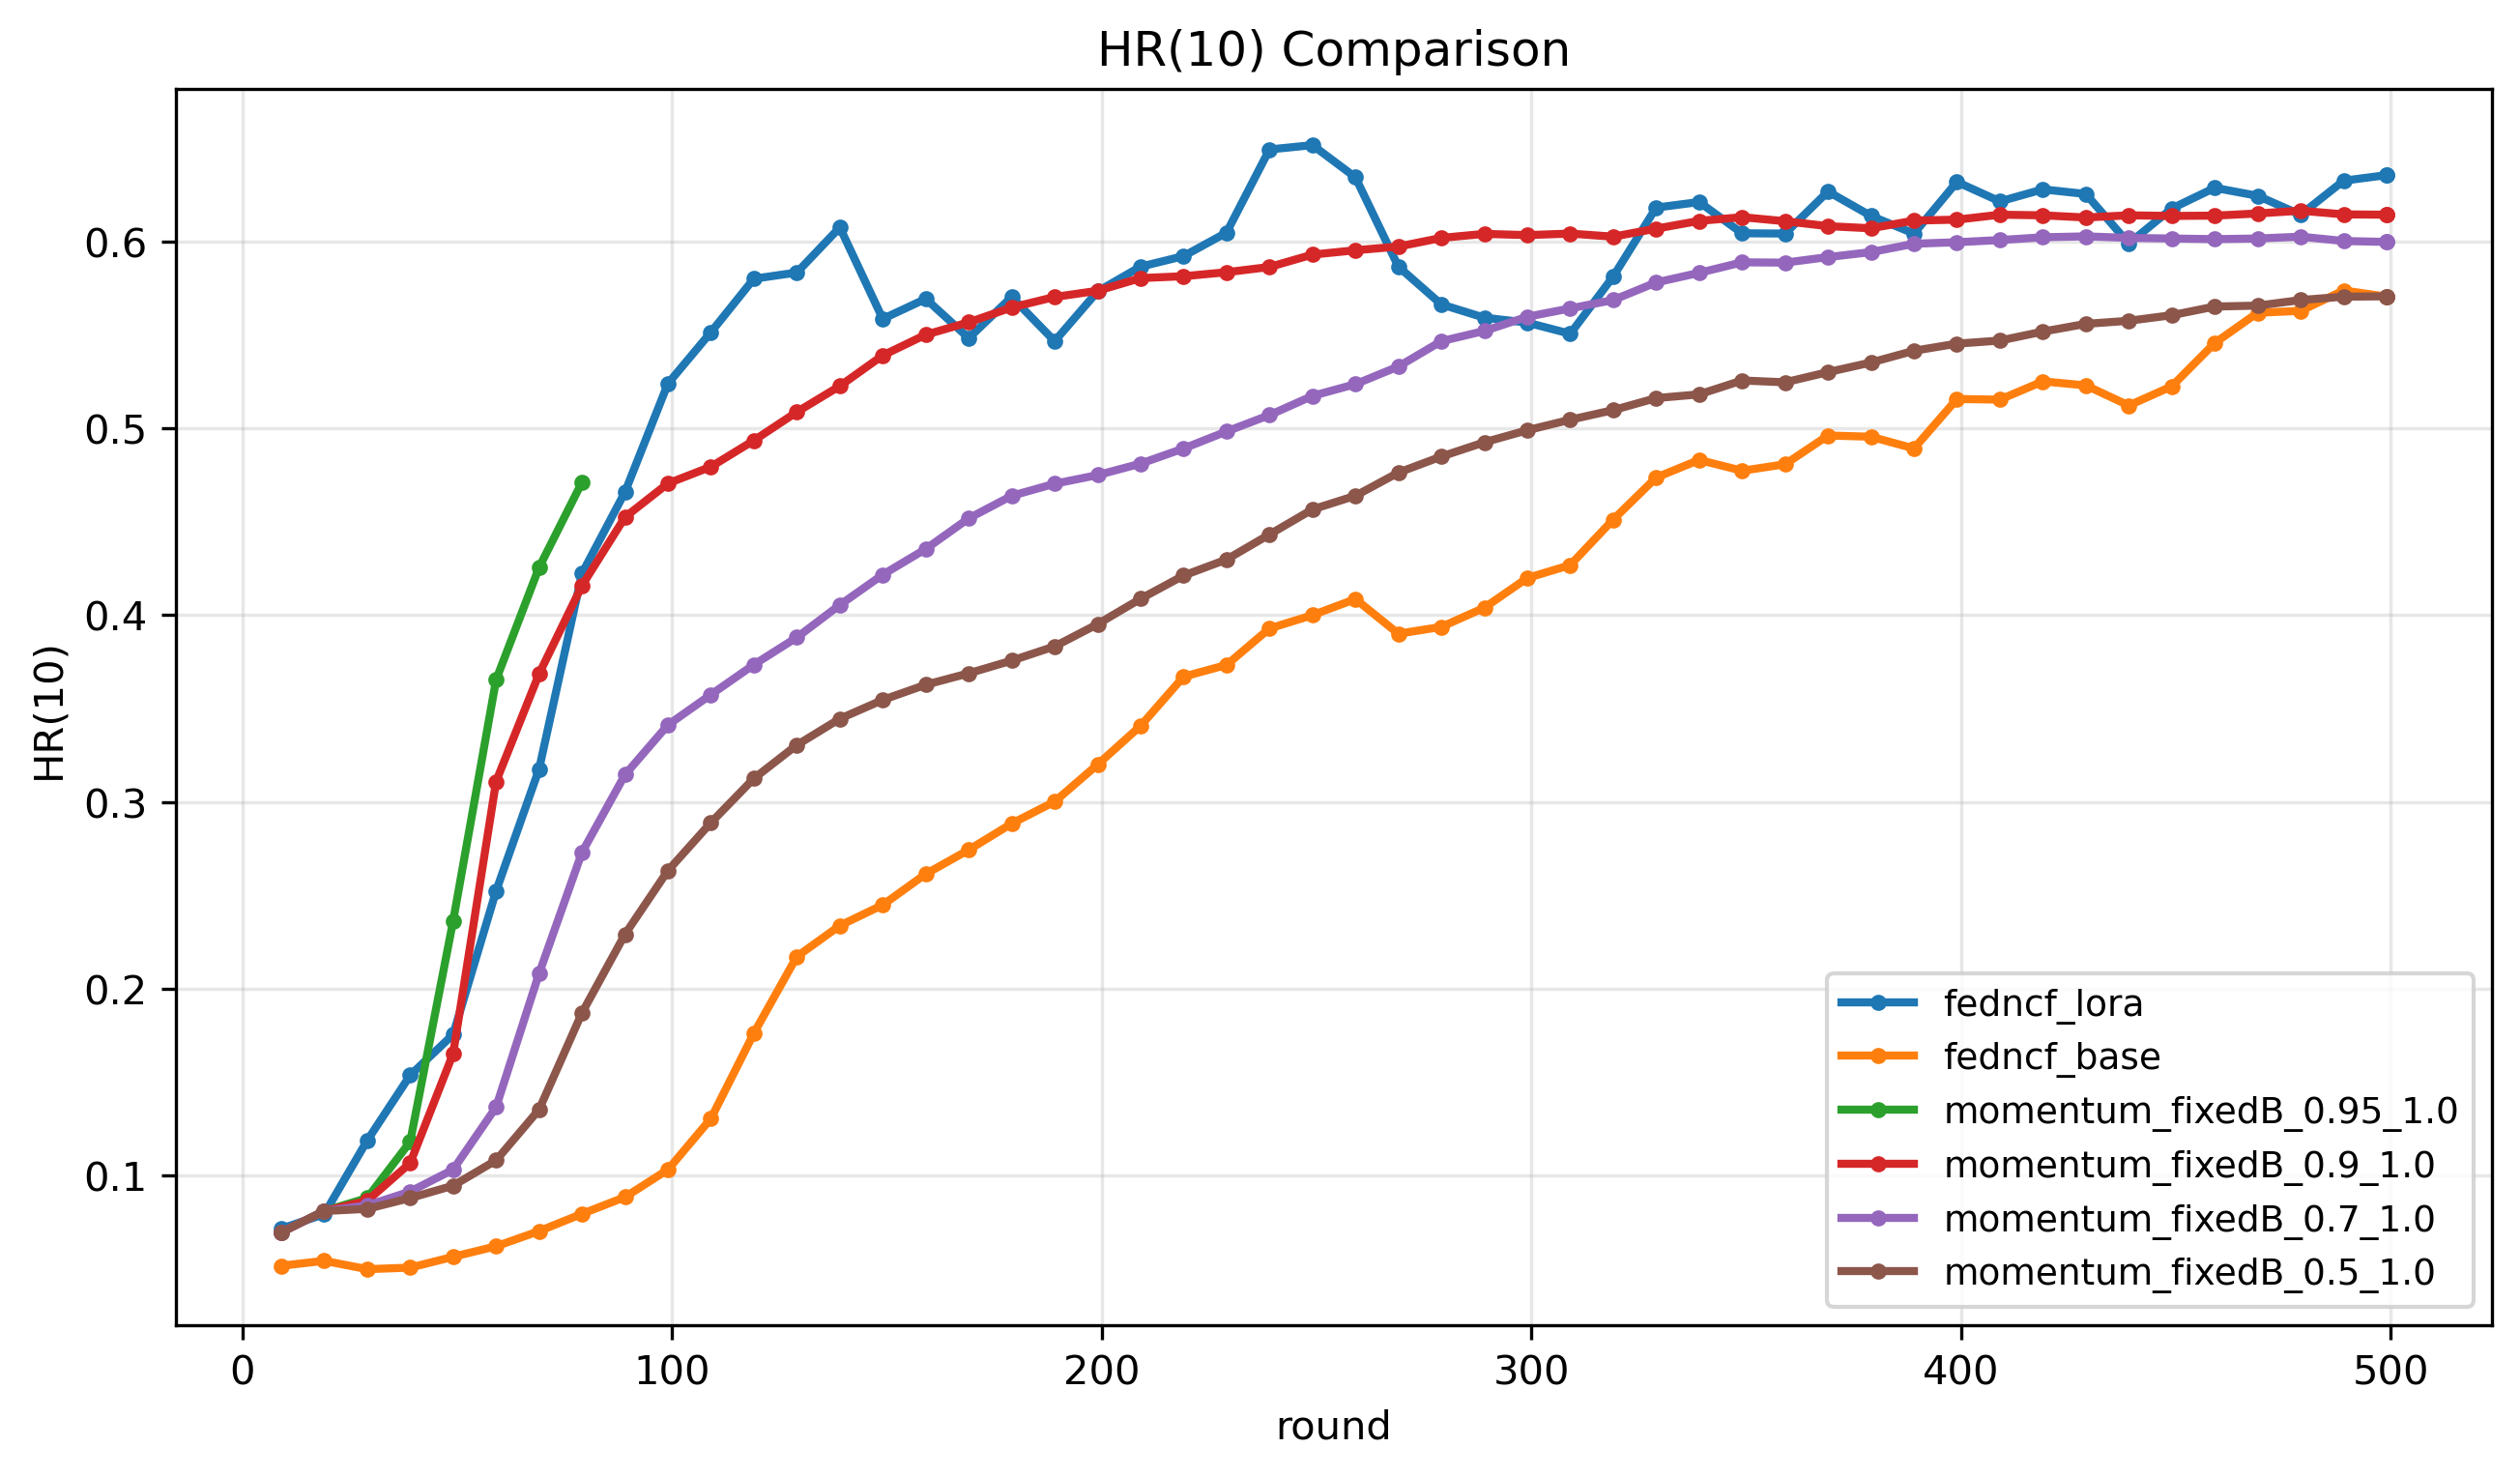 HR(10) Comparison
HR(10)
0.6
0.5
0.4
0.3
0.2
0.1
0
100
200
300
400
500
round
fedncf_lora
fedncf_base
momentum_fixedB_0.95_1.0
momentum_fixedB_0.9_1.0
momentum_fixedB_0.7_1.0
momentum_fixedB_0.5_1.0